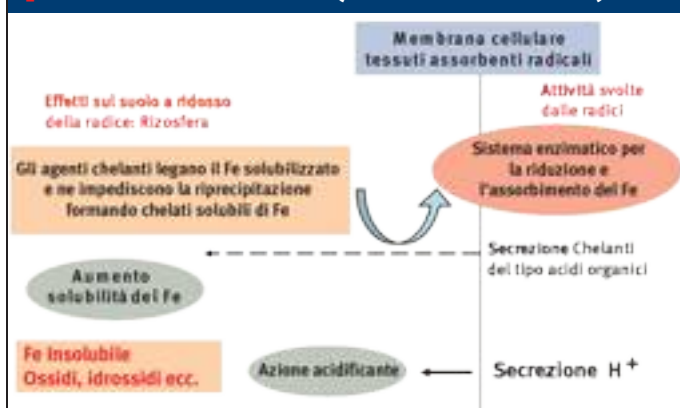 Membrana cellulare
tessuti assorbenti radicali
Effetti sul suolo a ridosso
della radice: Rizosfera
Attività svolte
dalle radici
Gli agenti chelanti legano il Fe solubilizzato
e ne impediscono la riprecipitazione
formando chelati solubili di Fe
Sistema enzimatico per
la riduzione e
l'assorbimento del Fe
Secrezione Chelanti
del tipo acidi organici
Aumento
solubilità del Fe
Fe Insolubile
Ossidi, idrossidi ecc.
Azione acidificante
Secrezione H+